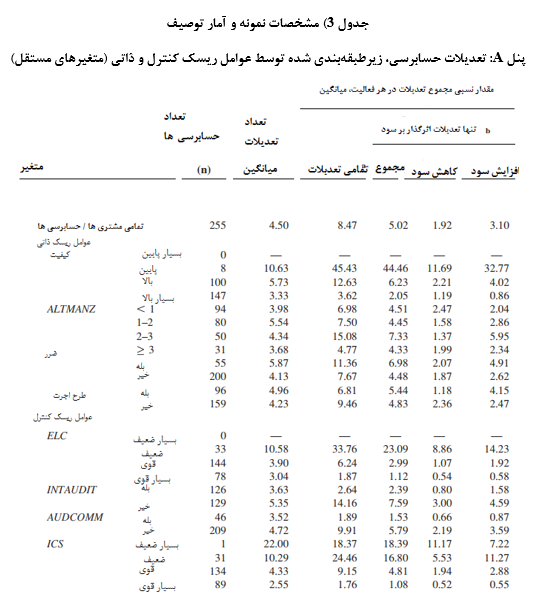 جدول 3) مشخصات نمونه و آمار توصیف
پنل A: تعدیلات حسابرسی، زیرطبقه‌بندی شده توسط عوامل ریسک کنترل و ذاتی (متغیرهای مستقل)
مقدار نسبی مجموع تعدیلات در هر فعالیت، میانگین
b تنها تعدیلات اثرگذار بر سود
متغیر تعداد حسابرسی ها (n) تعداد تعدیلات میانگین تمامی تعدیلات مجموع کاهش سود افزایش سود
تمامی مشتری ها / حسابرسی ها 255 4.50 8.47 5.02 1.92 3.10
عوامل ریسک ذاتی
کیفیت بسیار پایین 0 — — — — —
پایین 8 10.63 45.43 44.46 11.69 32.77
بالا 100 5.73 12.63 6.23 2.21 4.02
بسیار بالا 147 3.33 3.62 2.05 1.19 0.86
ALTMANZ < 1 94 3.98 6.98 4.51 2.47 2.04
1–2 80 5.54 7.50 4.45 1.58 2.86
2–3 50 4.34 15.08 7.33 1.37 5.95
≥ 3 31 3.68 4.77 4.33 1.99 2.34
ضرر بله 55 5.87 11.36 6.98 2.07 4.91
خیر 200 4.13 7.67 4.48 1.87 2.62
طرح اجرت بله 96 4.96 6.81 5.44 1.18 4.15
خیر 159 4.23 9.46 4.83 2.36 2.47
عوامل ریسک کنترل
ELC بسیار ضعیف 0 — — — — —
ضعیف 33 10.58 33.76 23.09 8.86 14.23
قوی 144 3.90 6.24 2.99 1.07 1.92
بسیار قوی 78 3.04 1.87 1.12 0.54 0.58
INTAUDIT بله 126 3.63 2.64 2.39 0.80 1.58
خیر 129 5.35 14.16 7.59 3.00 4.59
AUDCOMM بله 46 3.52 1.89 1.53 0.66 0.87
خیر 209 4.72 9.91 5.79 2.19 3.59
ICS بسیار ضعیف 1 22.00 18.37 18.39 11.17 7.22
ضعیف 31 10.29 24.46 16.80 5.53 11.27
قوی 134 4.33 9.15 4.81 1.94 2.88
بسیار قوی 89 2.55 1.76 1.08 0.52 0.55